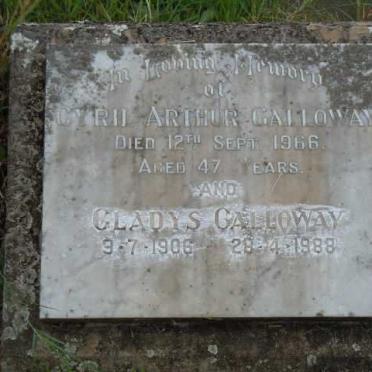 In Loving Memory
of
CYRIL ARTHUR GALLOWAY
DIED 12TH SEPT 1966.
AGED 47 YEARS.
AND
GLADYS GALLOWAY
9-7-1906 28-4-1988